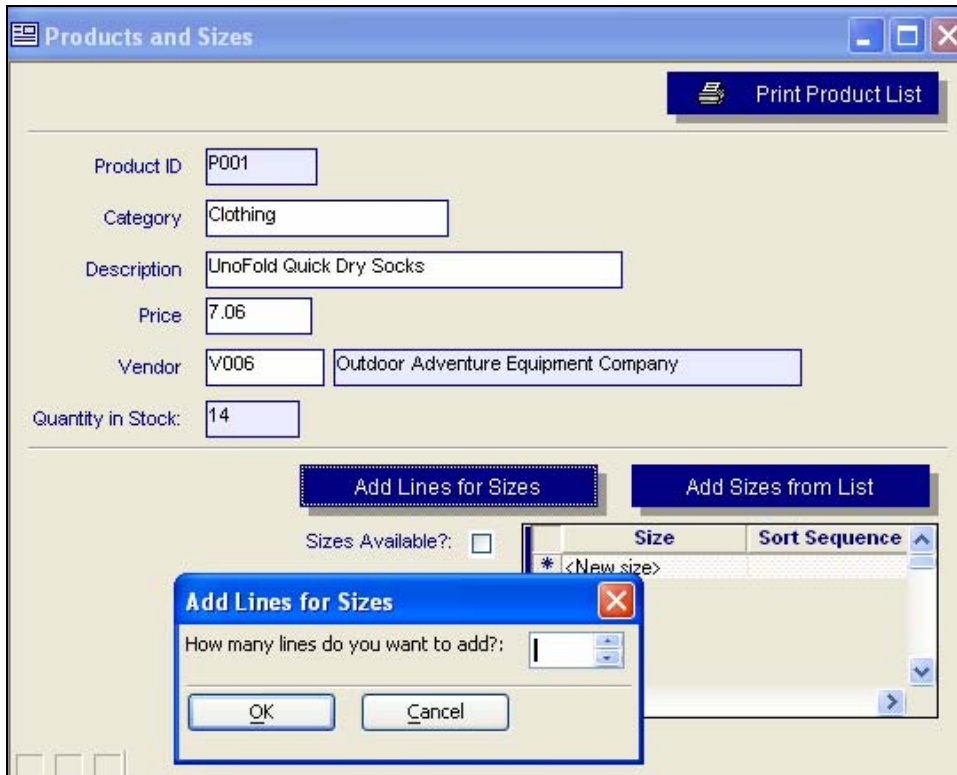 Products and Sizes
Print Product List
Product ID P001
Category Clothing
Description UnoFold Quick Dry Socks
Price 7.06
Vendor V006 Outdoor Adventure Equipment Company
Quantity in Stock: 14
Add Lines for Sizes Add Sizes from List
Sizes Available?: Size Sort Sequence
* <New size>
Add Lines for Sizes
How many lines do you want to add?:
OK Cancel